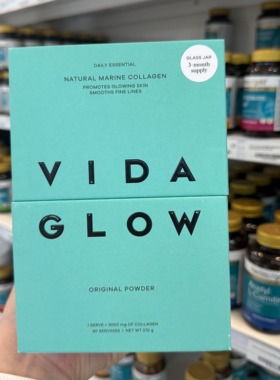 DAILY ESSENTIAL
NATURAL MARINE COLLAGEN
PROMOTES GLOWING SKIN
SMOOTHS FINE LINES
GLASS JAR
3-month
supply
VIDA
GLOW
ORIGINAL POWDER